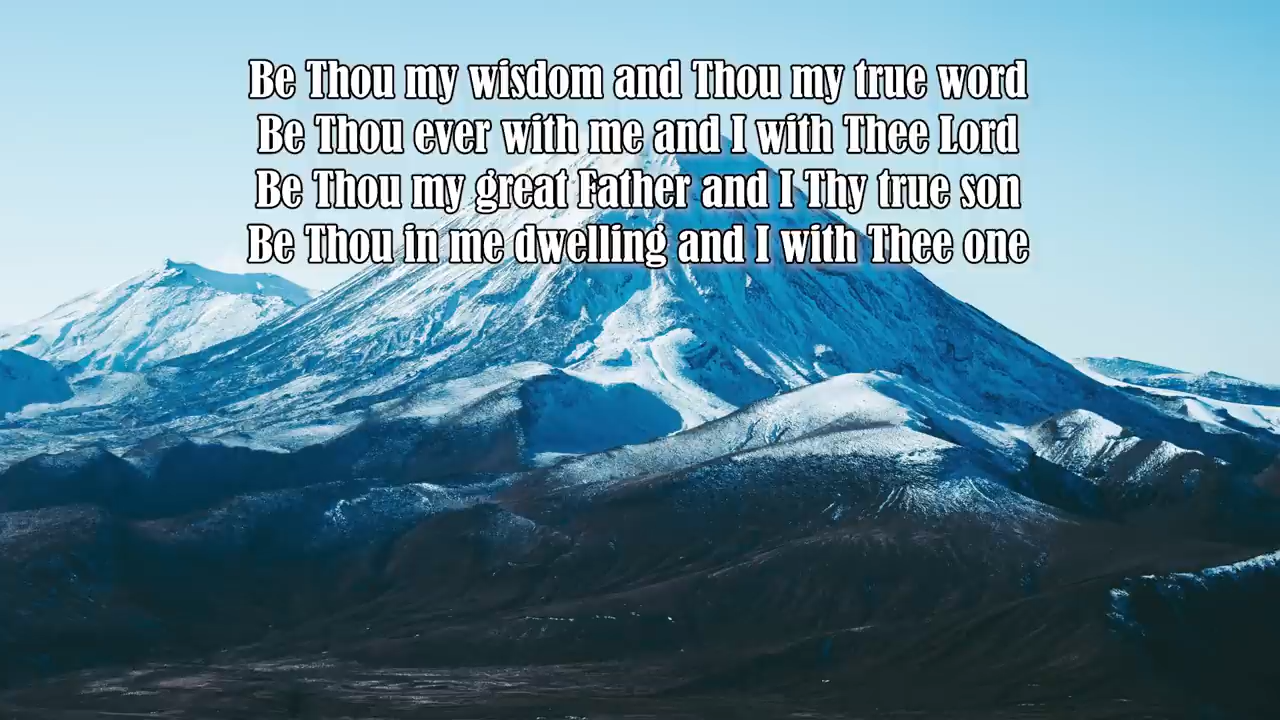 Be Thou my wisdom and Thou my true word
Be Thou ever with me and I with Thee Lord
Be Thou my great Father and I Thy true son
Be Thou in me dwelling and I with Thee one